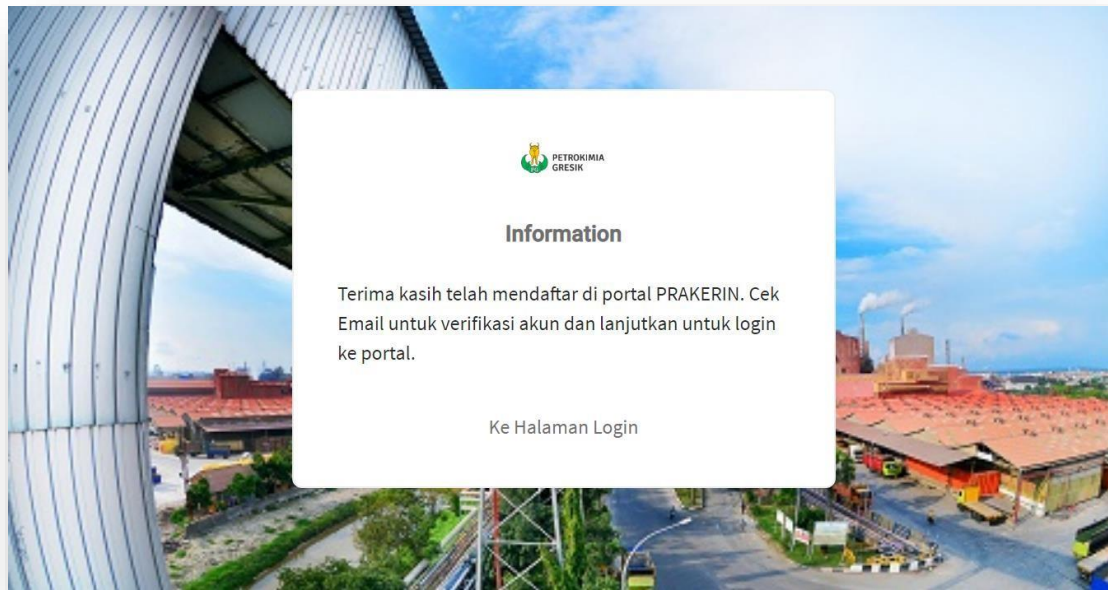 PETROKIMIA
GRESIK
Information
Terima kasih telah mendaftar di portal PRAKERIN. Cek
Email untuk verifikasi akun dan lanjutkan untuk login
ke portal.
Ke Halaman Login